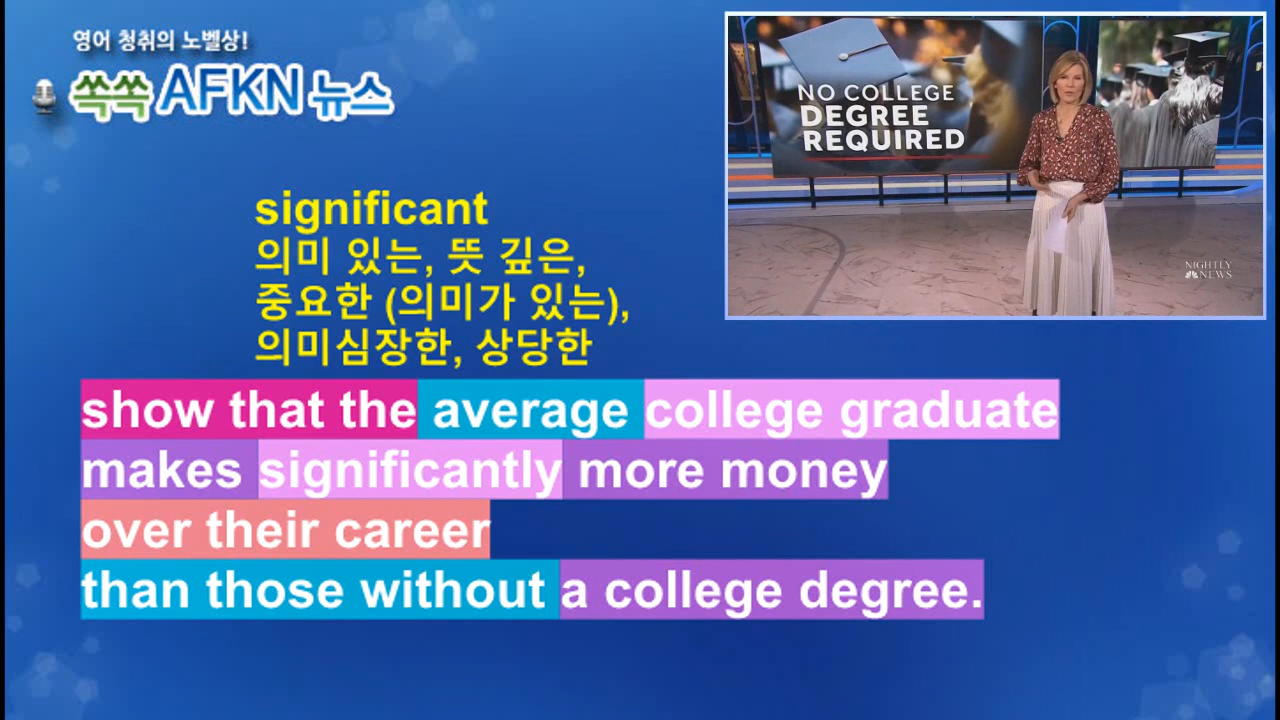 영어 청취의 노벨상!
쏙쏙 AFKN 뉴스
NO COLLEGE
DEGREE
REQUIRED
NIGHTLY
NEWS
significant
의미 있는, 뜻 깊은,
중요한 (의미가 있는),
의미심장한, 상당한
show that the average college graduate
makes significantly more money
over their career
than those without a college degree.